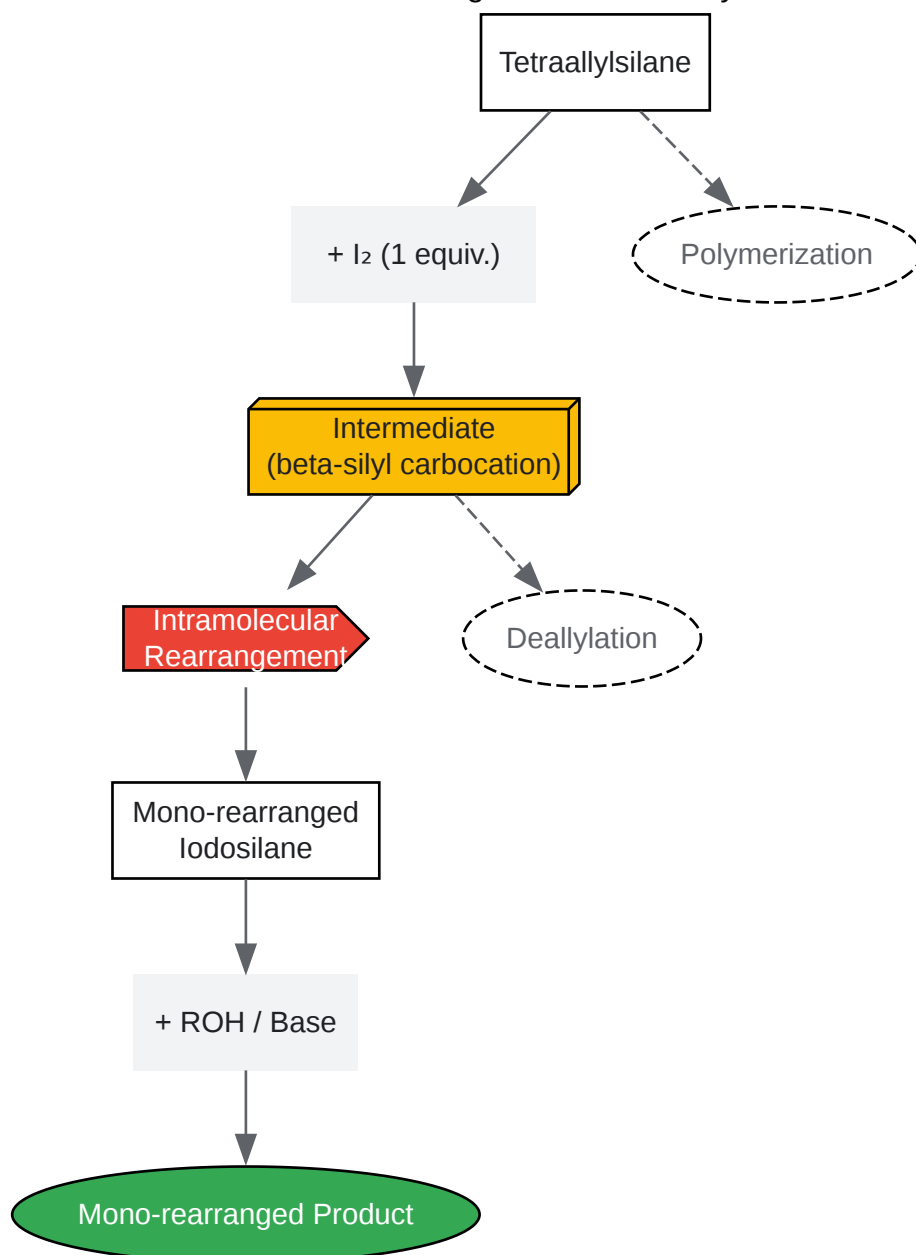 Tetraallylsilane
+ I₂ (1 equiv.)
Polymerization
Intermediate
(beta-silyl carbocation)
Intramolecular
Rearrangement
Deallylation
Mono-rearranged
Iodosilane
+ ROH / Base
Mono-rearranged Product